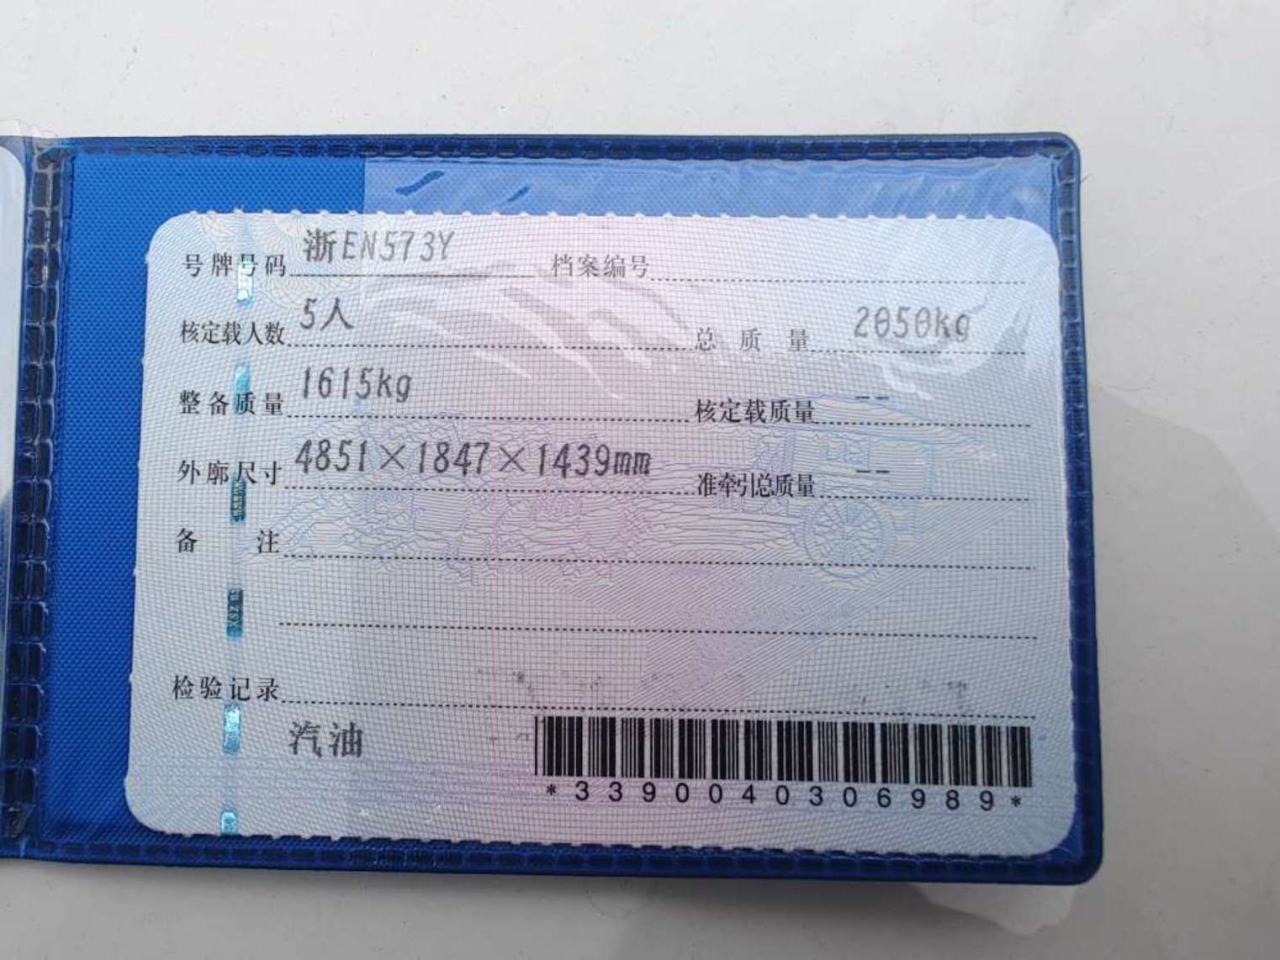 号牌号码 浙EN573Y 档案编号
核定载人数 5人 总质量 2050kg
整备质量 1615kg 核定载质量 --
外廓尺寸 4851×1847×1439mm 准牵引总质量 --
备注
检验记录
汽油
*3390040306989*